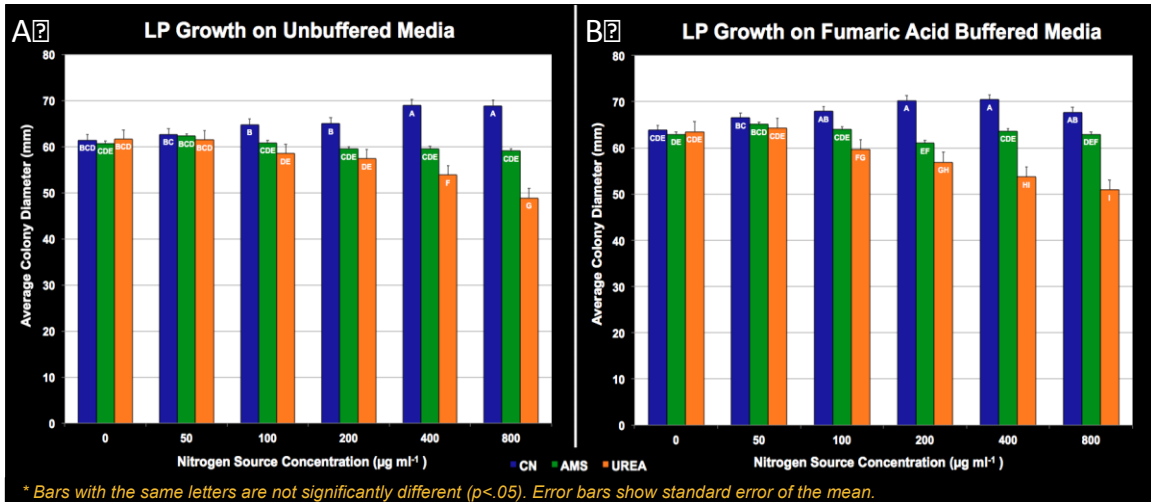 A LP Growth on Unbuffered Media
80
70
60
50
40
30
20
10
0
Average Colony Diameter (mm)
BCD CDE BCD
BC BCD BCD
B CDE DE
B CDE DE
A CDE F
A CDE G
0 50 100 200 400 800
Nitrogen Source Concentration (µg ml⁻¹ )
B LP Growth on Fumaric Acid Buffered Media
80
70
60
50
40
30
20
10
0
Average Colony Diameter (mm)
CDE DE CDE
BC BCD CDE
AB CDE FG
A EF GH
A CDE HI
AB DEF I
0 50 100 200 400 800
Nitrogen Source Concentration (µg ml⁻¹ )
CN AMS UREA
* Bars with the same letters are not significantly different (p<.05). Error bars show standard error of the mean.